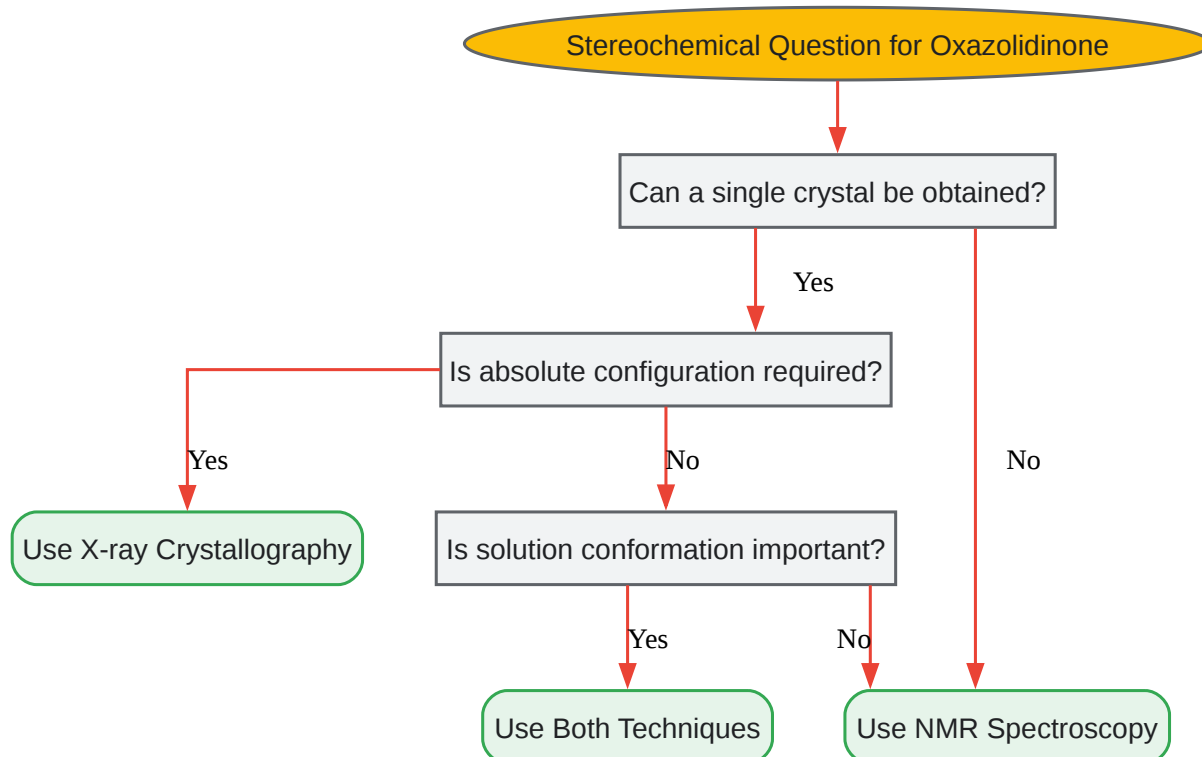 Stereochemical Question for Oxazolidinone
Can a single crystal be obtained?
Yes
Is absolute configuration required?
Yes
No
No
Use X-ray Crystallography
Is solution conformation important?
Yes
No
Use Both Techniques
Use NMR Spectroscopy